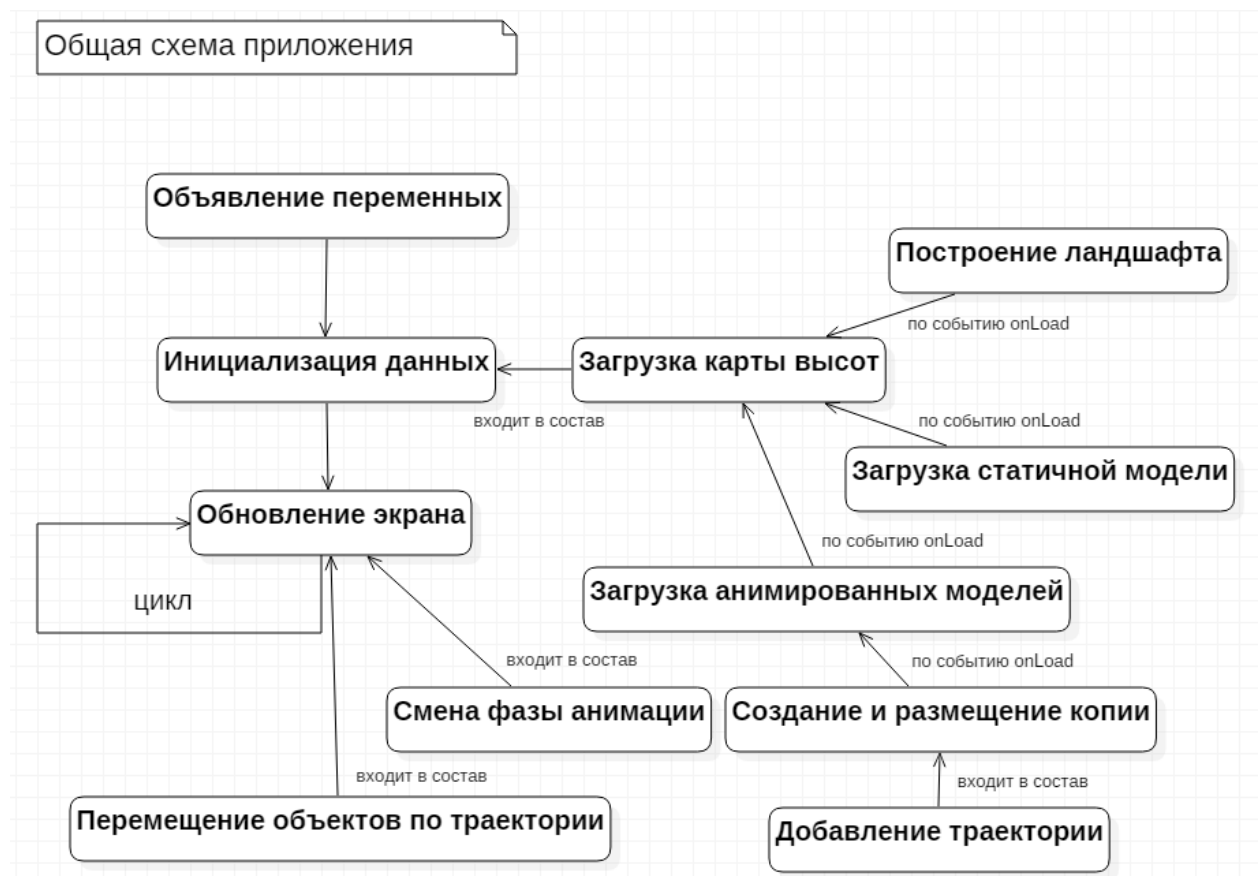 Общая схема приложения
Объявление переменных
Построение ландшафта
по событию onLoad
Инициализация данных
Загрузка карты высот
входит в состав
по событию onLoad
Загрузка статичной модели
Обновление экрана
по событию onLoad
Загрузка анимированных моделей
цикл
входит в состав
по событию onLoad
Смена фазы анимации
Создание и размещение копии
входит в состав
входит в состав
Перемещение объектов по траектории
Добавление траектории